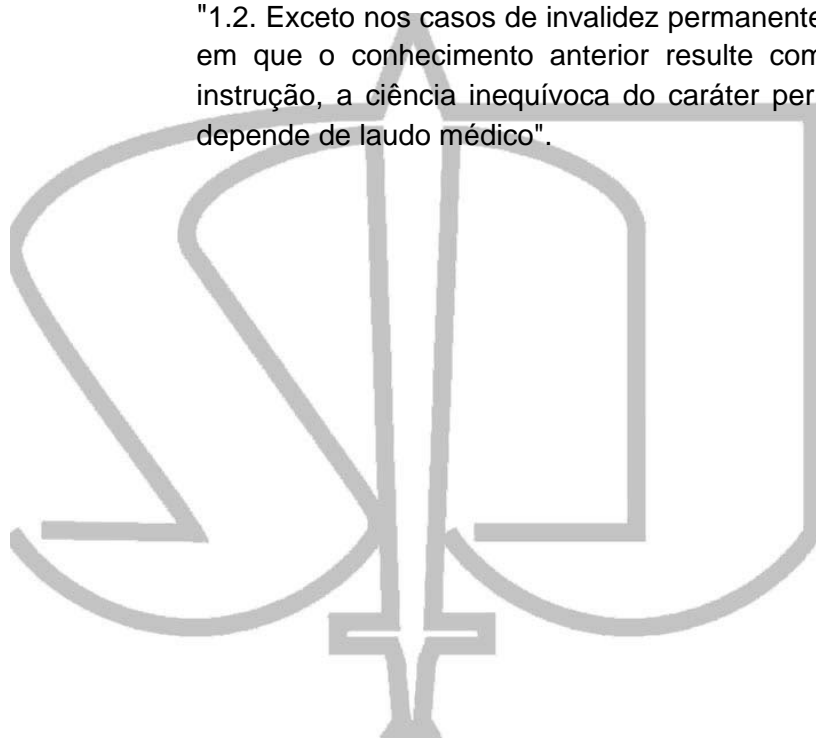 "1.2. Exceto nos casos de invalidez permanente
em que o conhecimento anterior resulte com
instrução, a ciência inequívoca do caráter per
depende de laudo médico".
STJ